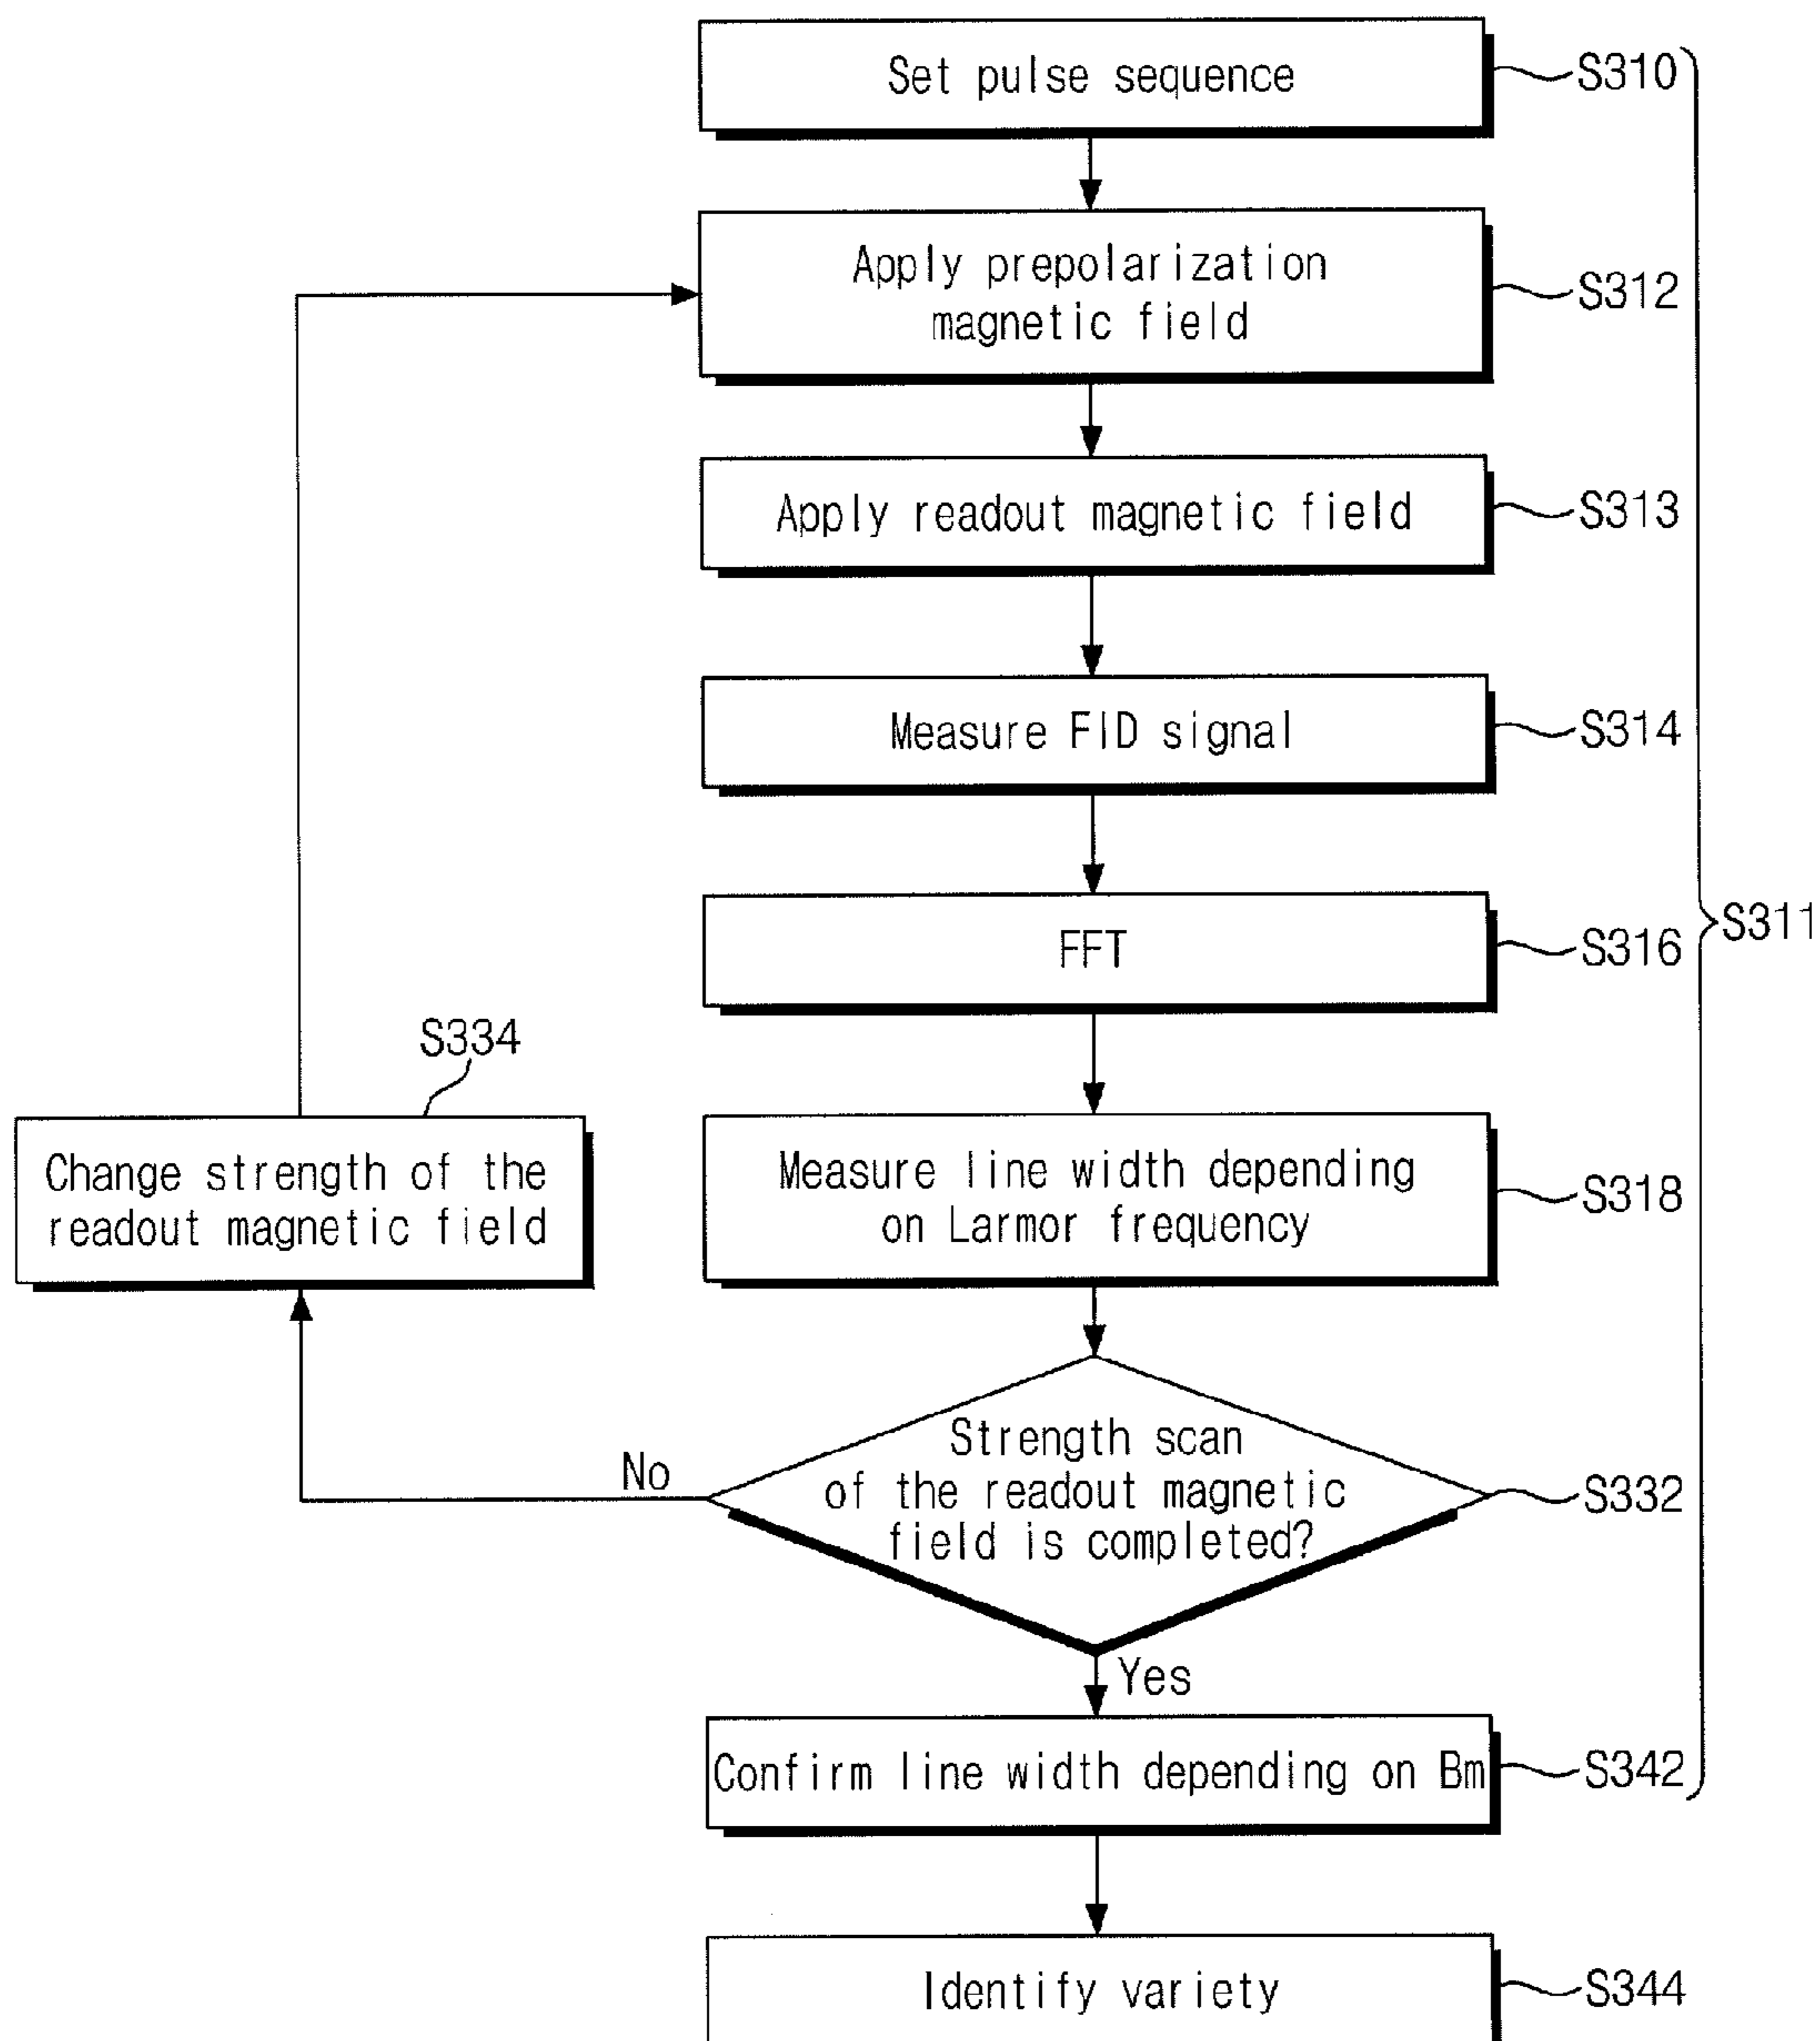 Set pulse sequence
S310
Apply prepolarization
magnetic field
S312
Apply readout magnetic field
S313
Measure FID signal
S314
FFT
S316
S311
S334
Change strength of the
readout magnetic field
Measure line width depending
on Larmor frequency
S318
Strength scan
of the readout magnetic
field is completed?
S332
No
Yes
Confirm line width depending on Bm
S342
Identify variety
S344